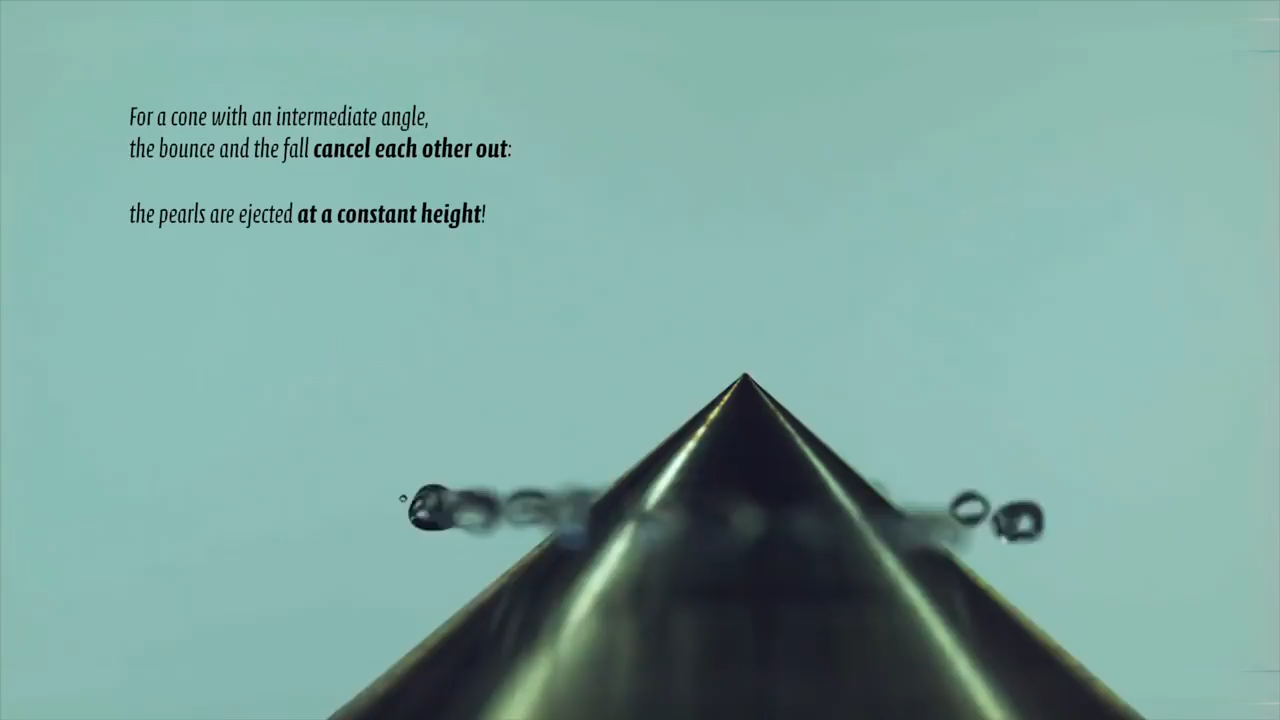 For a cone with an intermediate angle,
the bounce and the fall cancel each other out:
the pearls are ejected at a constant height!